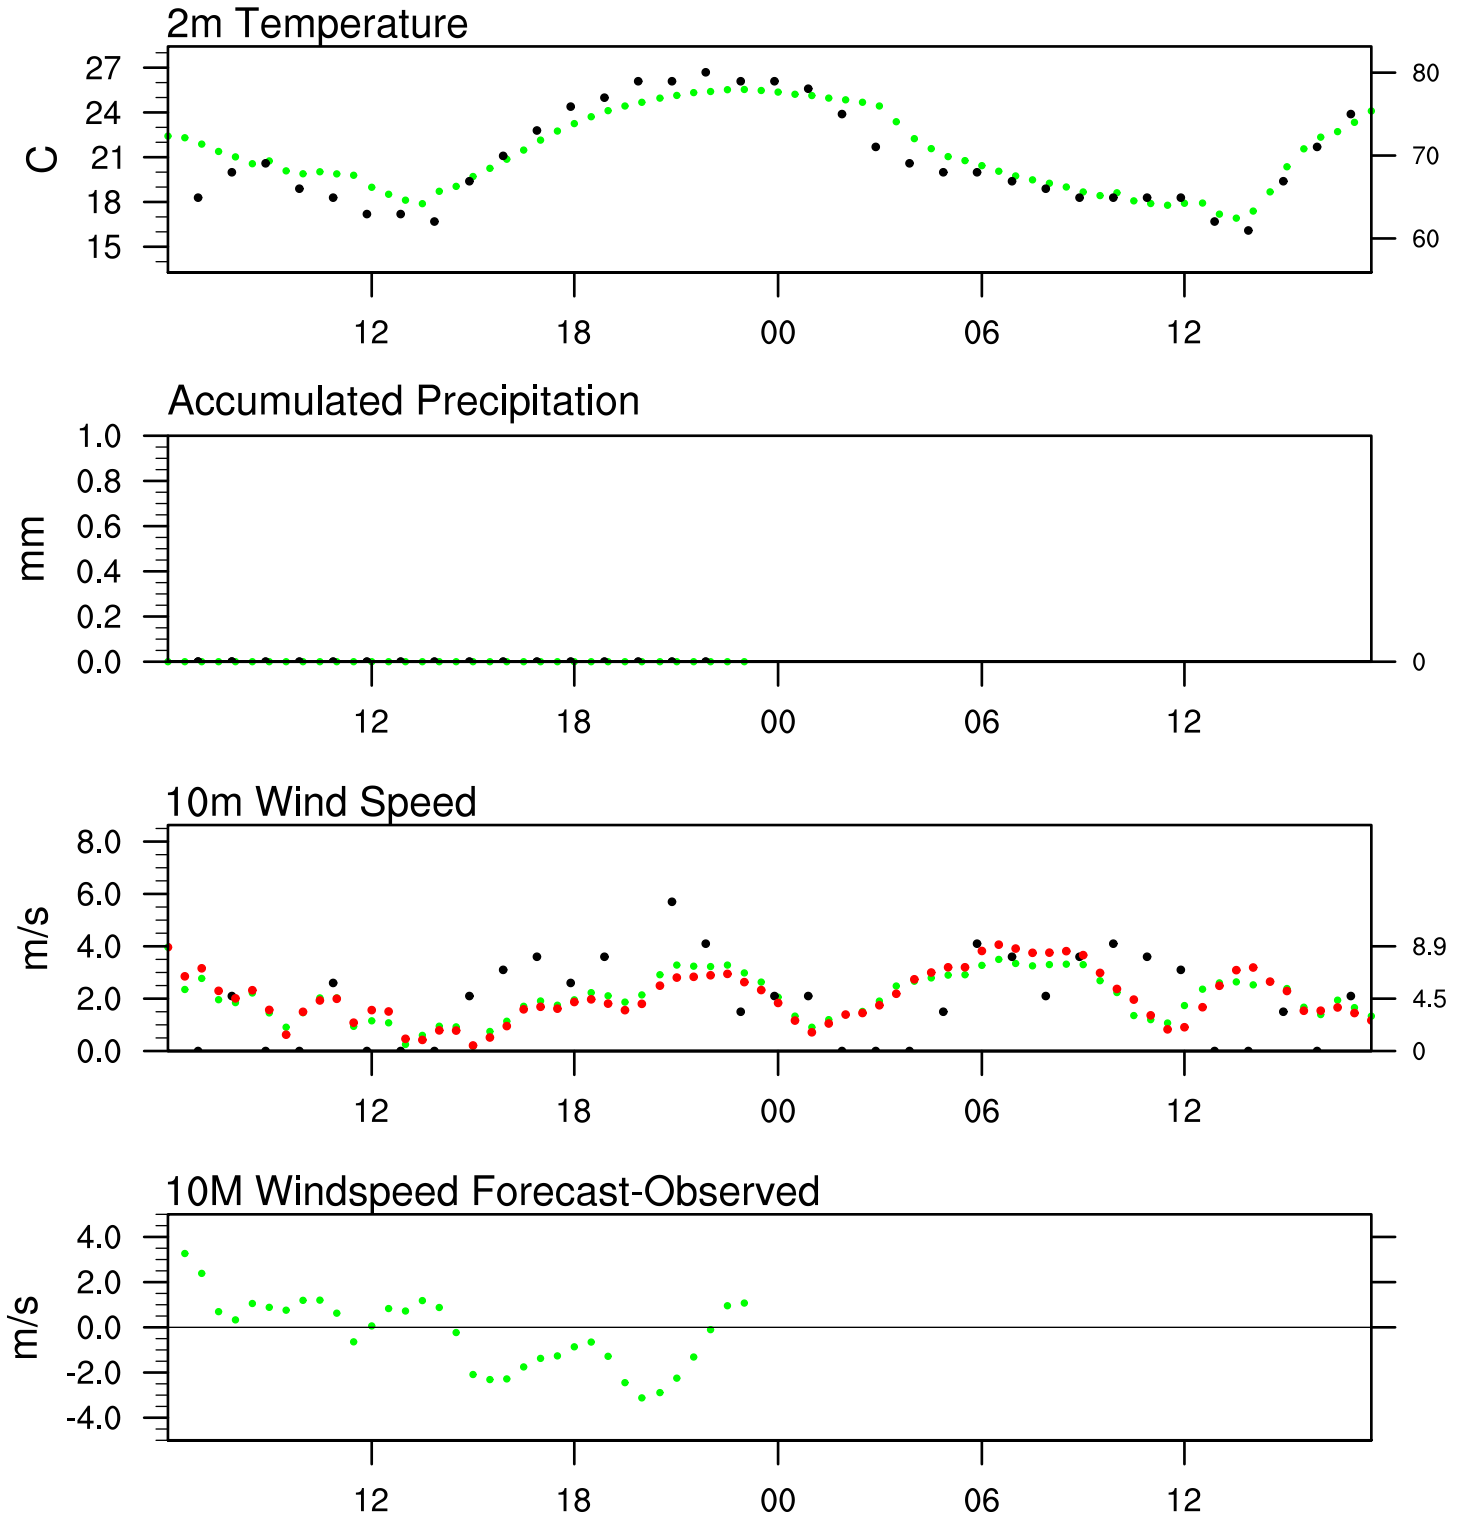 2m Temperature
27
24
21
18
15
C
80
70
60
12 18 00 06 12
Accumulated Precipitation
1.0
0.8
0.6
0.4
0.2
0.0
mm
0
12 18 00 06 12
10m Wind Speed
8.0
6.0
4.0
2.0
0.0
m/s
8.9
4.5
0
12 18 00 06 12
10M Windspeed Forecast-Observed
4.0
2.0
0.0
-2.0
-4.0
m/s
12 18 00 06 12